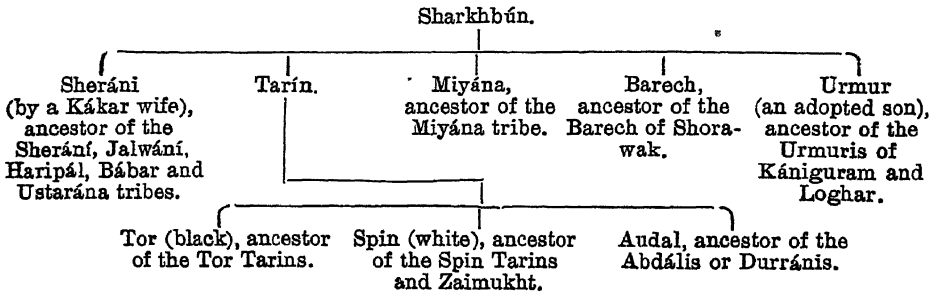 Sharkhbún.
Sheráni
(by a Kákar wife),
ancestor of the
Sherání, Jalwání,
Haripál, Bábar and
Ustarána tribes.
Tarín.
Miyána,
ancestor of the
Miyána tribe.
Barech,
ancestor of the
Barech of Shora-
wak.
Urmur
(an adopted son),
ancestor of the
Urmuris of
Kániguram and
Loghar.
Tor (black), ancestor
of the Tor Tarins.
Spin (white), ancestor
of the Spin Tarins
and Zaimukht.
Audal, ancestor of the
Abdális or Durránis.